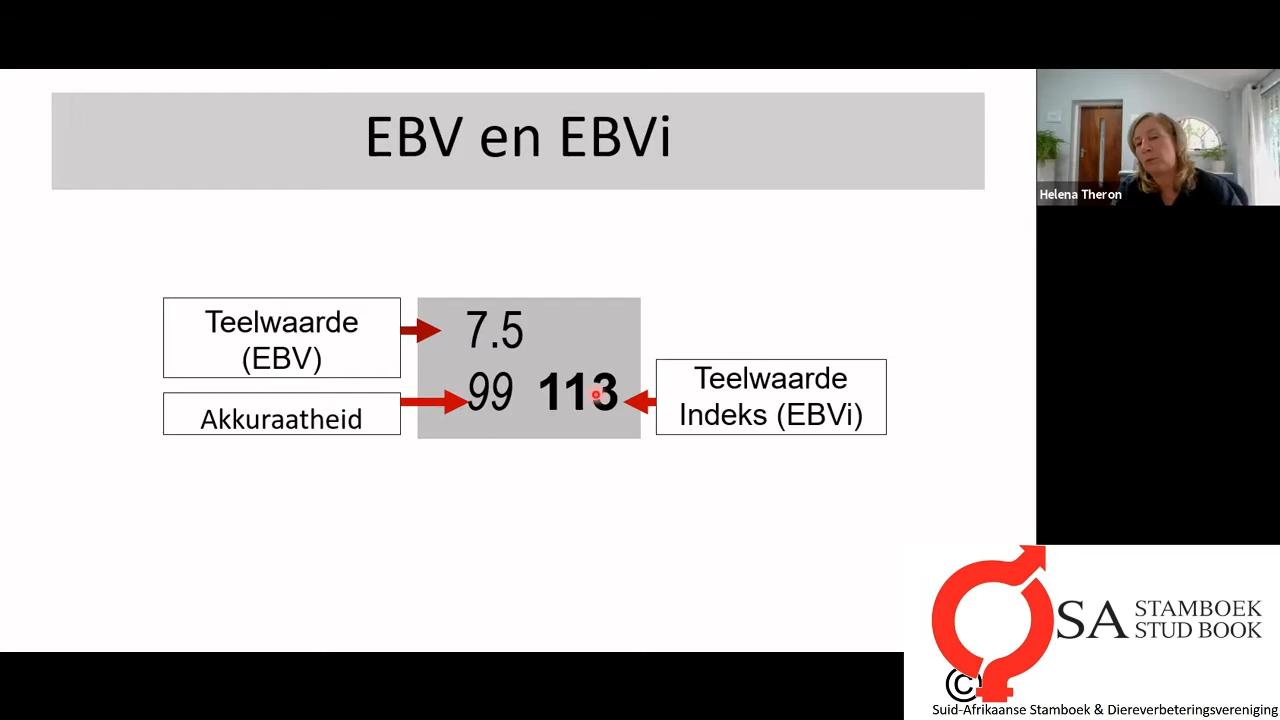 EBV en EBVi
Helena Theron
Teelwaarde
(EBV)
Akkuraatheid
7.5
99 113
Teelwaarde
Indeks (EBVi)
SA STAMBOEK
STUD BOOK
©
Suid-Afrikaanse Stamboek & Diereverbeteringsvereniging